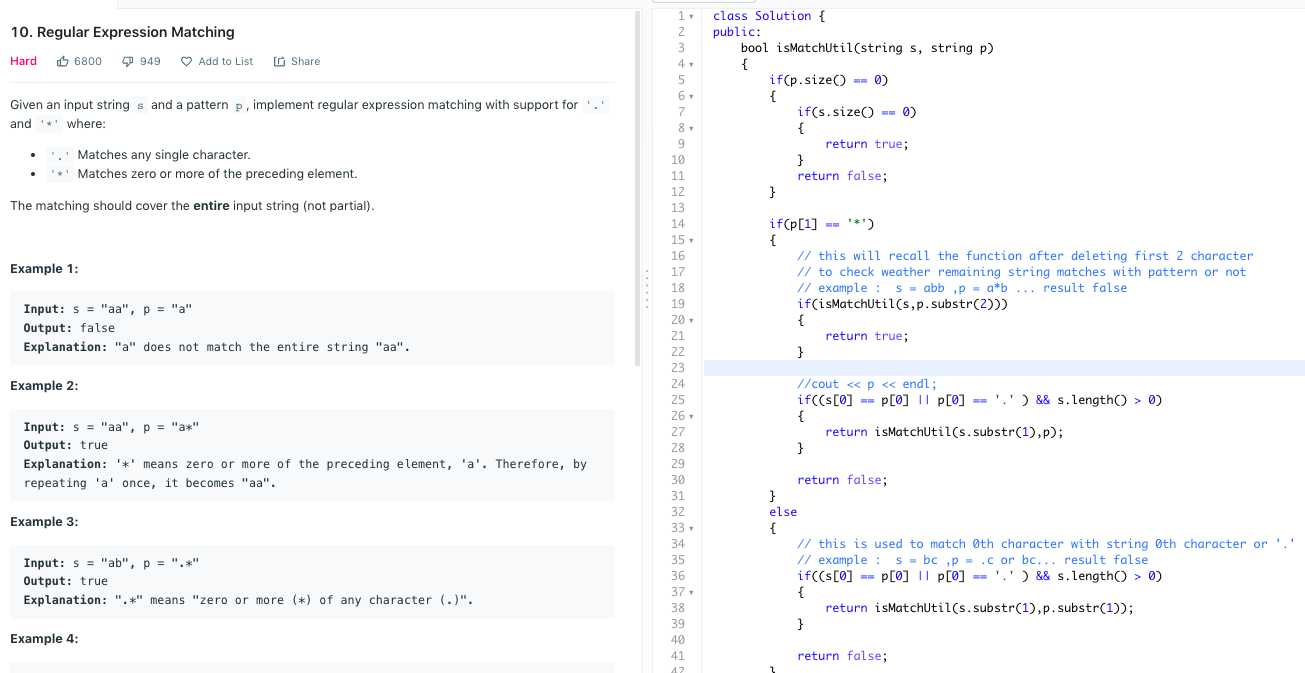 10. Regular Expression Matching
Hard 6800 949 Add to List Share
Given an input string s and a pattern p , implement regular expression matching with support for '.'
and '*' where:
• '.' Matches any single character.
• '*' Matches zero or more of the preceding element.
The matching should cover the entire input string (not partial).
Example 1:
Input: s = "aa", p = "a"
Output: false
Explanation: "a" does not match the entire string "aa".
Example 2:
Input: s = "aa", p = "a*"
Output: true
Explanation: '*' means zero or more of the preceding element, 'a'. Therefore, by
repeating 'a' once, it becomes "aa".
Example 3:
Input: s = "ab", p = ".*"
Output: true
Explanation: ".*" means "zero or more (*) of any character (.)".
Example 4:
1 class Solution {
2 public:
3 bool isMatchUtil(string s, string p)
4 {
5 if(p.size() == 0)
6 {
7 if(s.size() == 0)
8 {
9 return true;
10 }
11 return false;
12 }
13
14 if(p[1] == '*')
15 {
16 // this will recall the function after deleting first 2 character
17 // to check weather remaining string matches with pattern or not
18 // example :  s = abb ,p = a*b ... result false
19 if(isMatchUtil(s,p.substr(2)))
20 {
21 return true;
22 }
23
24 //cout << p << endl;
25 if((s[0] == p[0] || p[0] == '.' ) && s.length() > 0)
26 {
27 return isMatchUtil(s.substr(1),p);
28 }
29
30 return false;
31 }
32 else
33 {
34 // this is used to match 0th character with string 0th character or '.'
35 // example :  s = bc ,p = .c or bc... result false
36 if((s[0] == p[0] || p[0] == '.' ) && s.length() > 0)
37 {
38 return isMatchUtil(s.substr(1),p.substr(1));
39 }
40
41 return false;
42 }